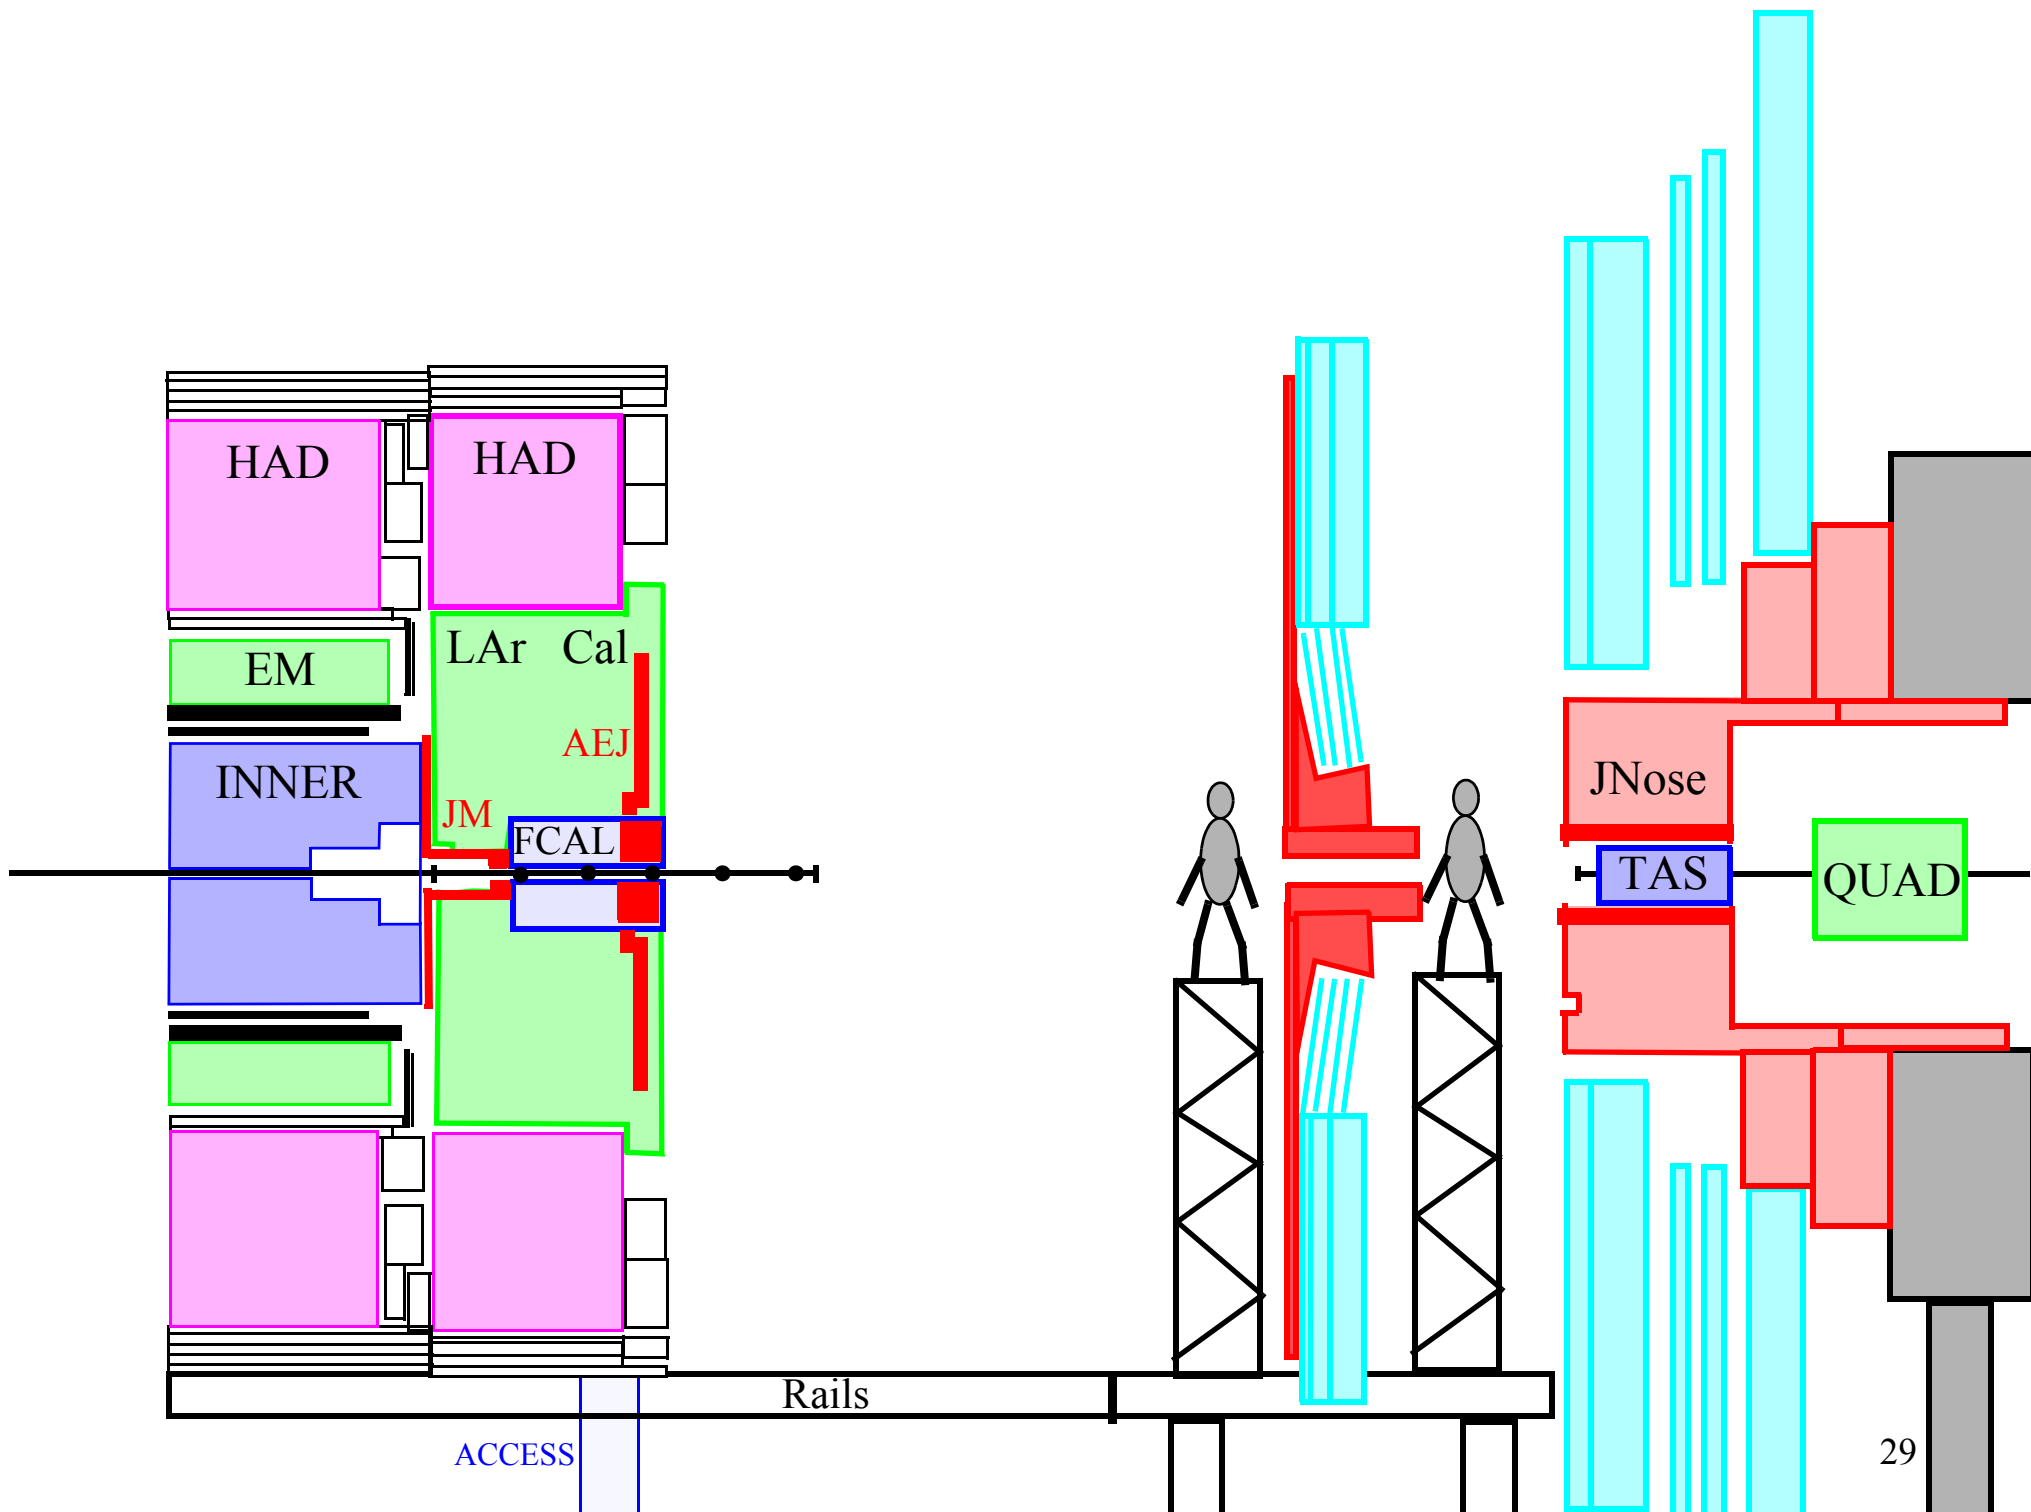 HAD HAD
LAr Cal
EM
AEJ
INNER
JNose
JM
FCAL
TAS
QUAD
Rails
ACCESS
29